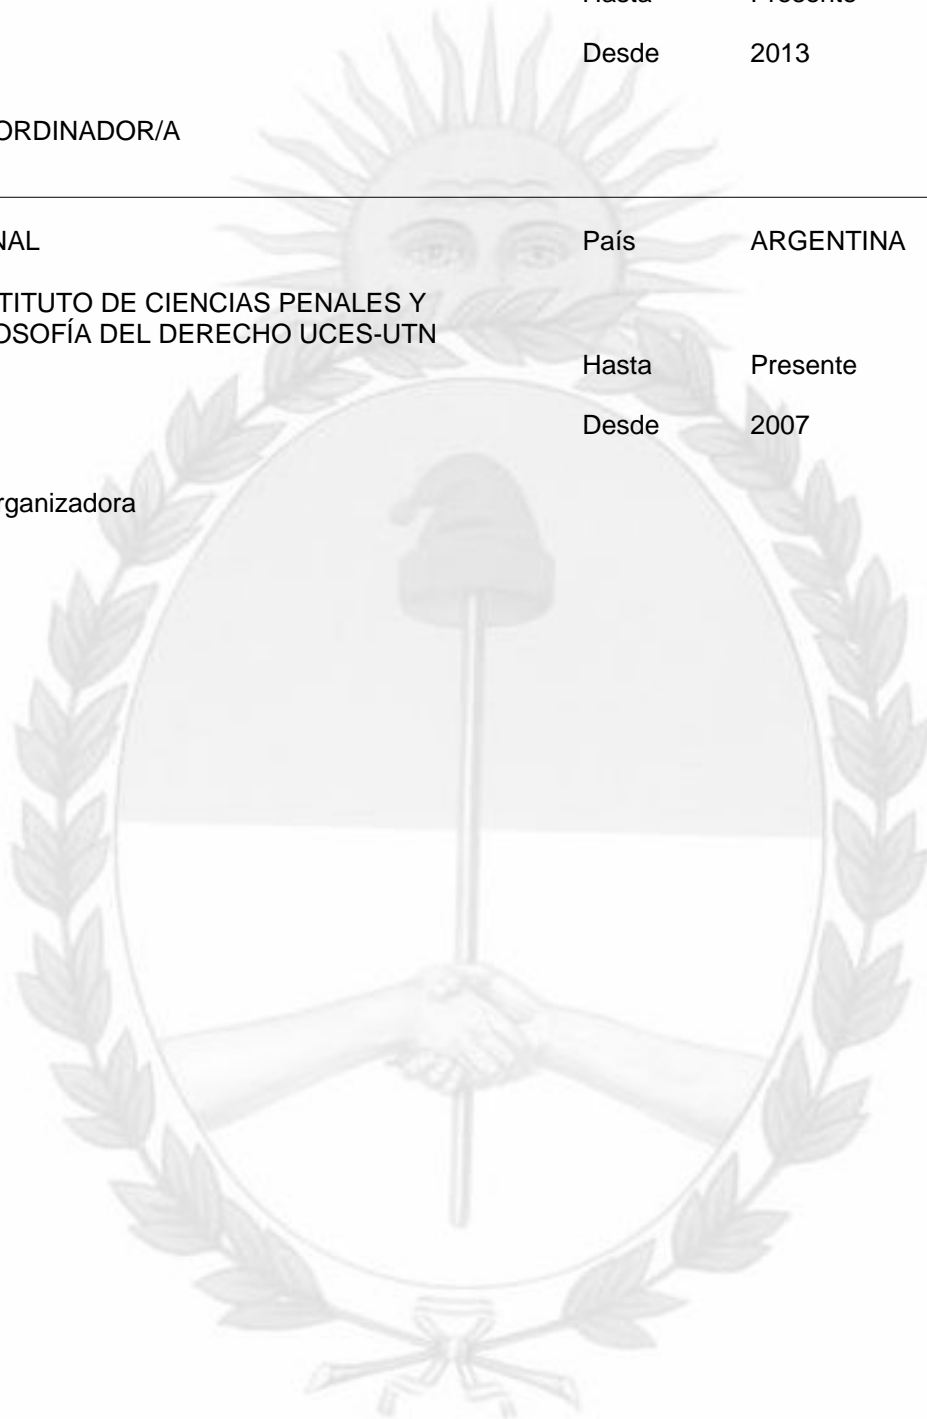 Hasta Presente
Desde 2013
ORDINADOR/A
NAL País ARGENTINA
TITUTO DE CIENCIAS PENALES Y
OSOFÍA DEL DERECHO UCES-UTN
Hasta Presente
Desde 2007
rganizadora